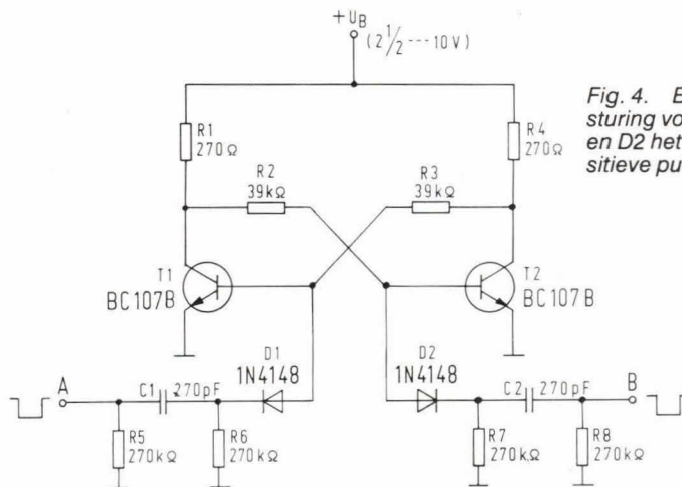 +UB
(2 1/2 --- 10V)
Fig. 4. 
sturing vo
en D2 het
sitieve pu
R1
270Ω
R4
270Ω
R2
39kΩ
R3
39kΩ
T1
BC107B
T2
BC107B
D1
1N4148
D2
1N4148
A
C1
270pF
C2
270pF
B
R5
270kΩ
R6
270kΩ
R7
270kΩ
R8
270kΩ